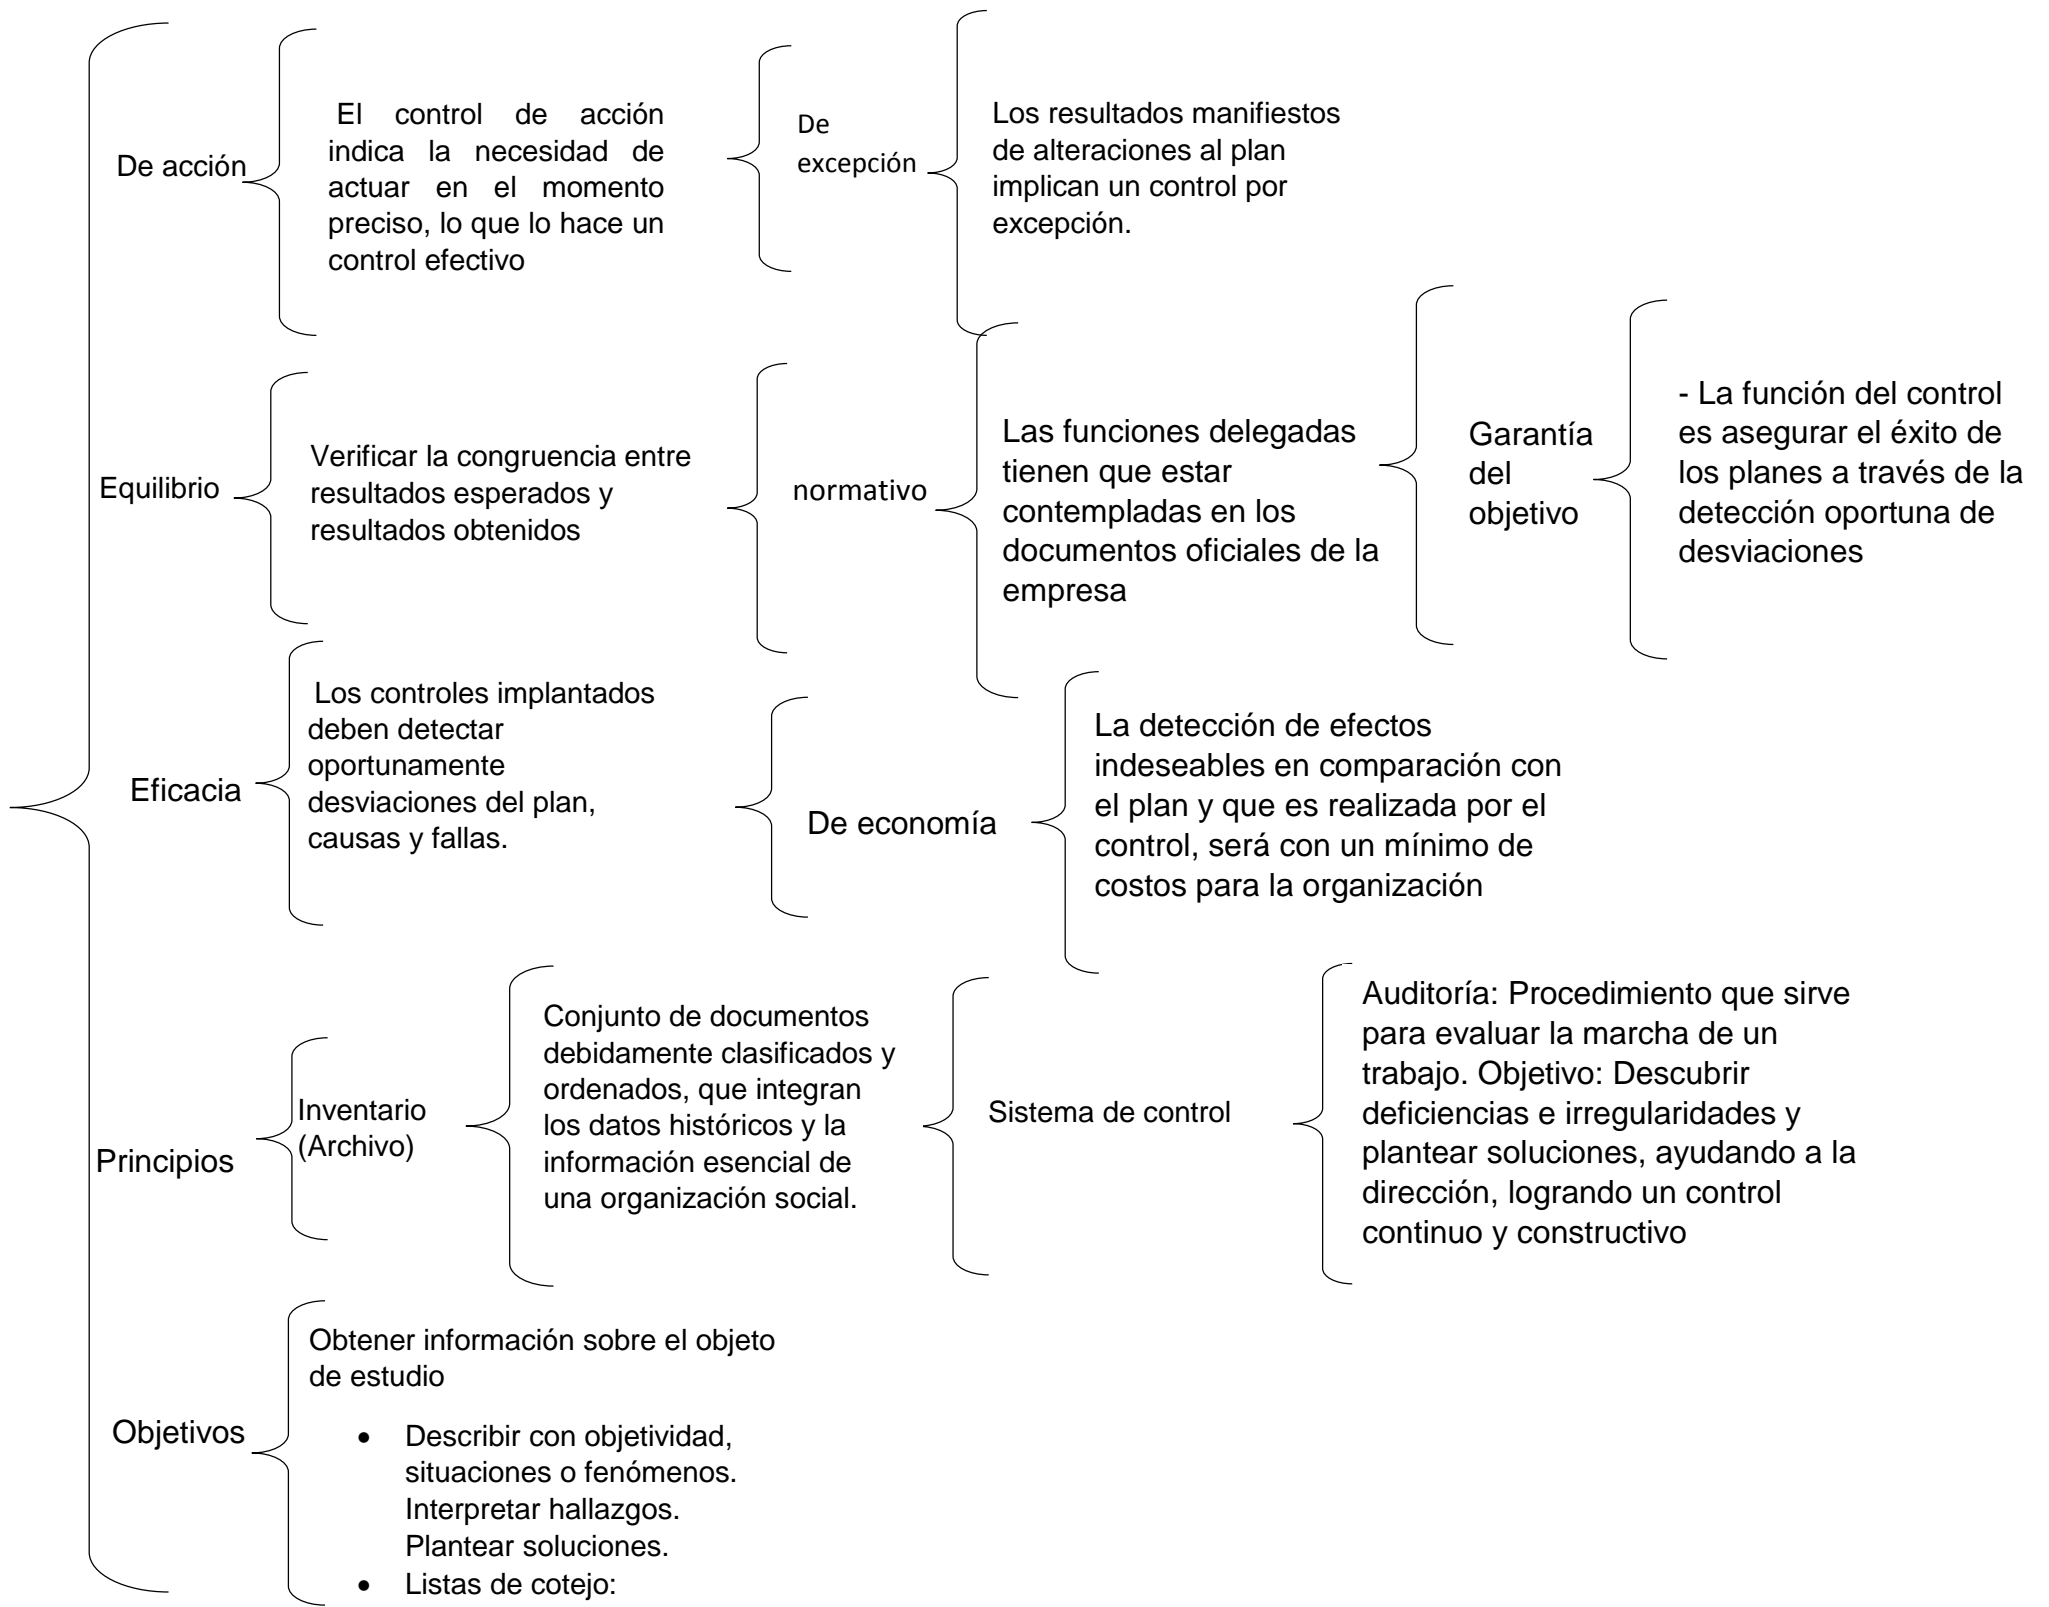 De acción
El control de acción
indica la necesidad de
actuar en el momento
preciso, lo que lo hace un
control efectivo
De
excepción
Los resultados manifiestos
de alteraciones al plan
implican un control por
excepción.
Equilibrio
Verificar la congruencia entre
resultados esperados y
resultados obtenidos
normativo
Las funciones delegadas
tienen que estar
contempladas en los
documentos oficiales de la
empresa
Garantía
del
objetivo
- La función del control
es asegurar el éxito de
los planes a través de la
detección oportuna de
desviaciones
Eficacia
Los controles implantados
deben detectar
oportunamente
desviaciones del plan,
causas y fallas.
De economía
La detección de efectos
indeseables en comparación con
el plan y que es realizada por el
control, será con un mínimo de
costos para la organización
Principios
Inventario
(Archivo)
Conjunto de documentos
debidamente clasificados y
ordenados, que integran
los datos históricos y la
información esencial de
una organización social.
Sistema de control
Auditoría: Procedimiento que sirve
para evaluar la marcha de un
trabajo. Objetivo: Descubrir
deficiencias e irregularidades y
plantear soluciones, ayudando a la
dirección, logrando un control
continuo y constructivo
Objetivos
Obtener información sobre el objeto
de estudio
• Describir con objetividad,
situaciones o fenómenos.
Interpretar hallazgos.
Plantear soluciones.
• Listas de cotejo: